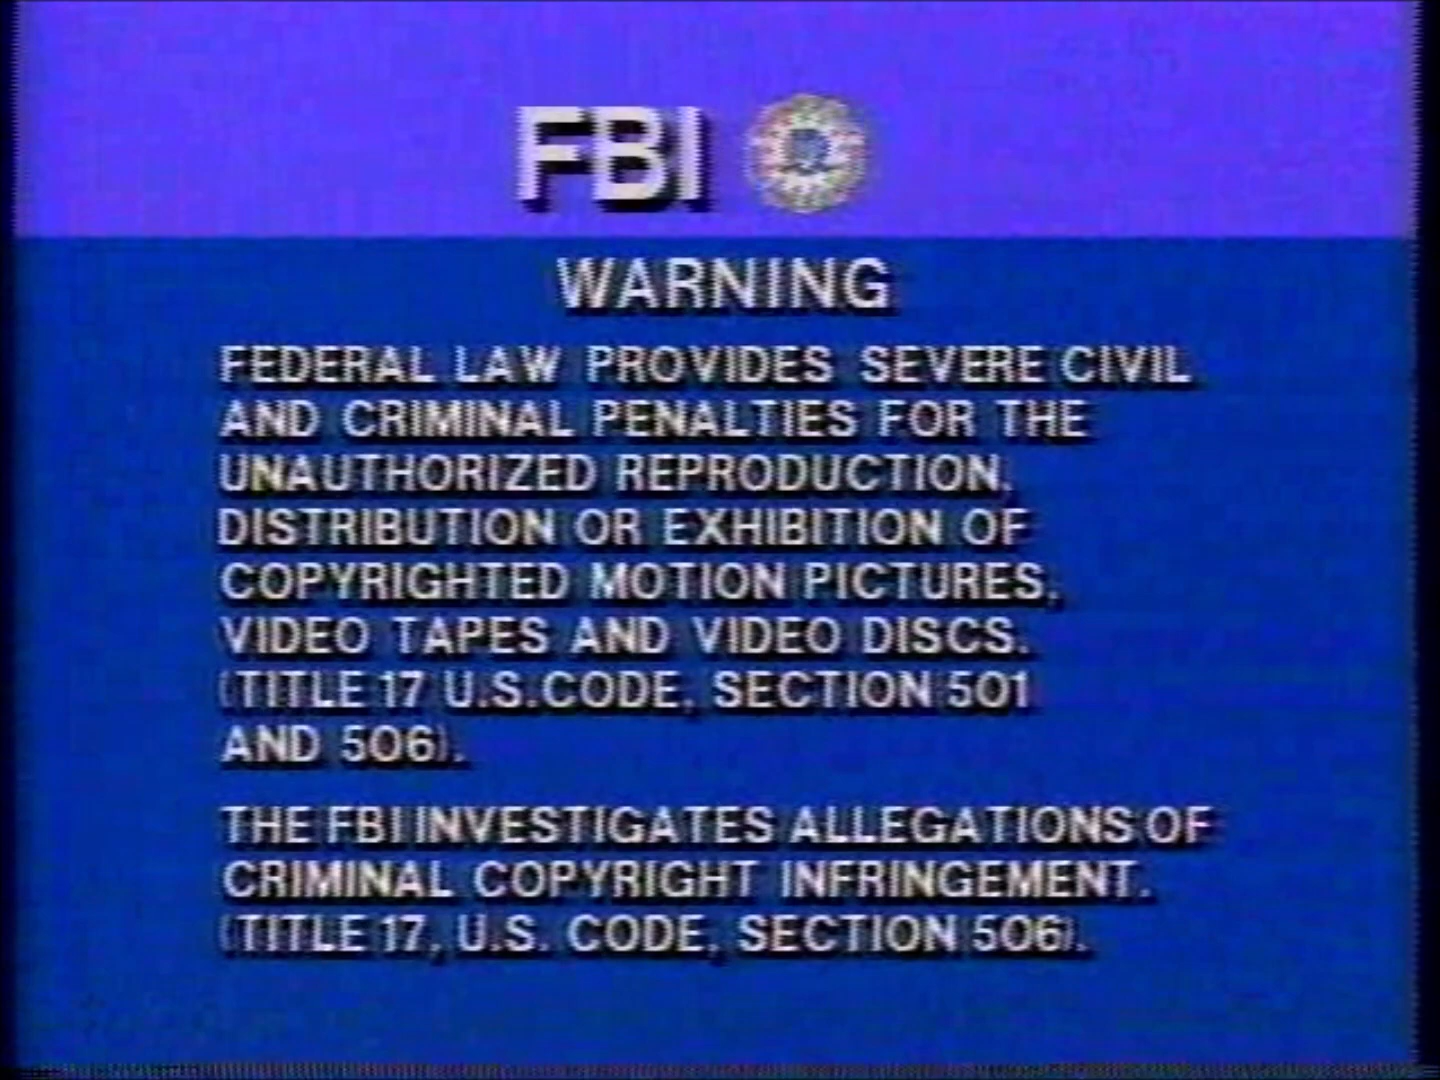 FBI
WARNING
FEDERAL LAW PROVIDES SEVERE CIVIL
AND CRIMINAL PENALTIES FOR THE
UNAUTHORIZED REPRODUCTION,
DISTRIBUTION OR EXHIBITION OF
COPYRIGHTED MOTION PICTURES,
VIDEO TAPES AND VIDEO DISCS.
(TITLE 17 U.S.CODE, SECTION 501
AND 506).
THE FBI INVESTIGATES ALLEGATIONS OF
CRIMINAL COPYRIGHT INFRINGEMENT.
(TITLE 17, U.S. CODE, SECTION 506).